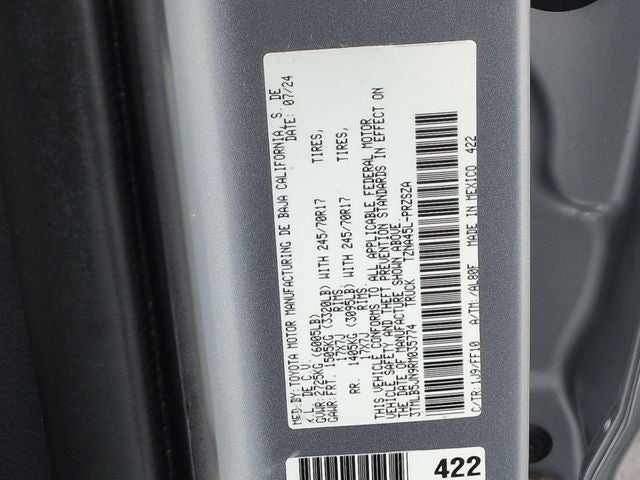 MFD.BY: TOYOTA MOTOR MANUFACTURING DE BAJA CALIFORNIA, S. DE
DATE: 07/24
GVWR: 2725KG (6005LB)
GAWR: FRT. 1505KG (3320LB) WITH 245/70R17 TIRES,
17X7J RIMS.
RR. 1405KG (3095LB) WITH 245/70R17 TIRES,
17X7J RIMS.
THIS VEHICLE CONFORMS TO ALL APPLICABLE FEDERAL MOTOR
VEHICLE SAFETY AND THEFT PREVENTION STANDARDS IN EFFECT ON
THE DATE OF MANUFACTURE SHOWN ABOVE.
3TMLB5JN9RM035774 TRUCK TZNA45L-PRZSZA
C/TR:1J9/FF10 A/TM:/AL80F MADE IN MEXICO 422
422